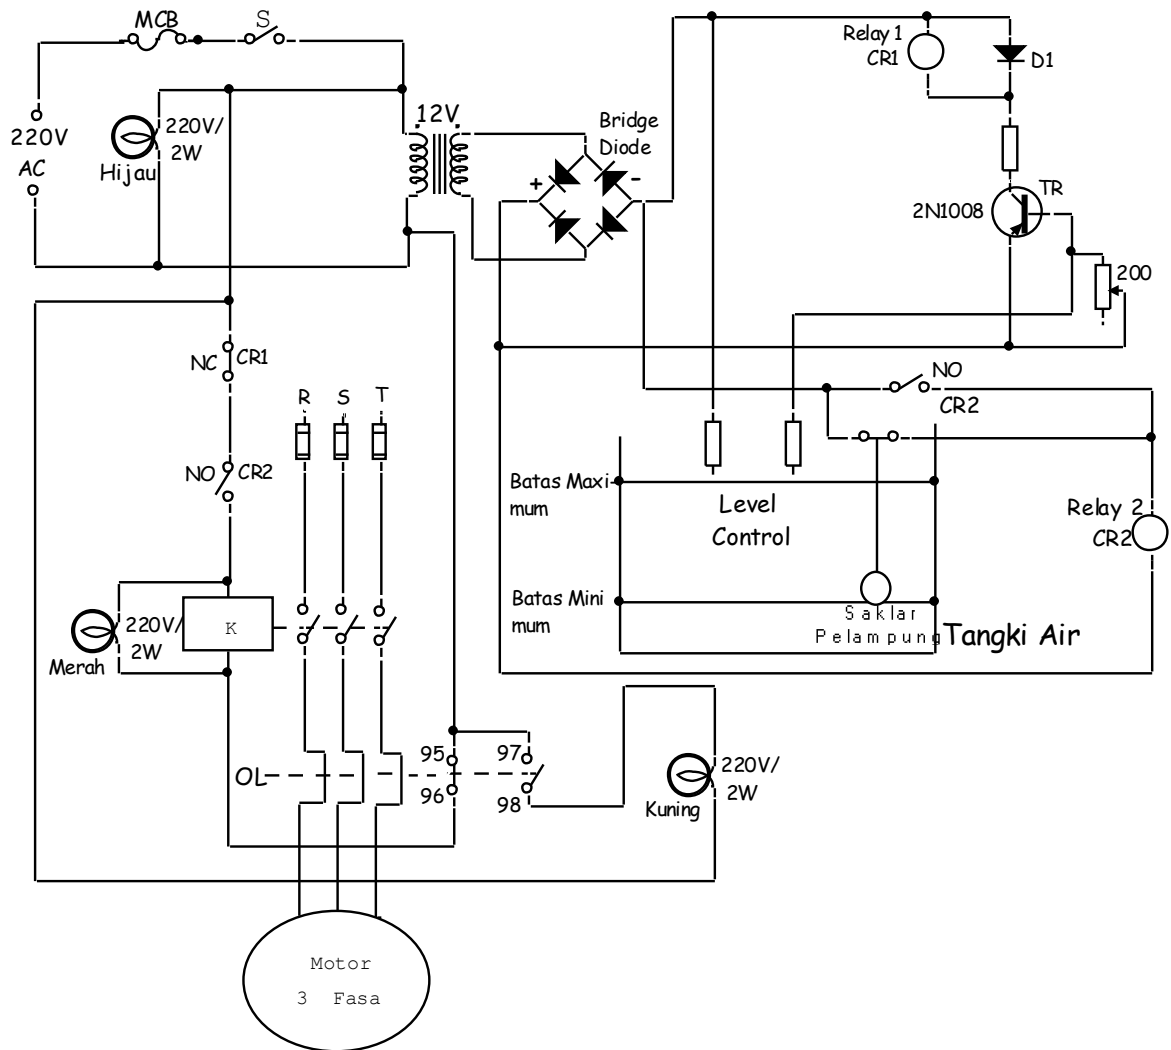 MCB
S
220V
AC
220V/
2W
Hijau
12V
Bridge
Diode
+
-
Relay 1
CR1
D1
TR
2N1008
200
NC
CR1
NO
CR2
R
S
T
NO
CR2
Batas Maxi-
mum
Level
Control
Relay 2
CR2
Batas Mini
mum
Saklar
Pelampung
Tangki Air
K
220V/
2W
Merah
OL
95
96
97
98
220V/
2W
Kuning
Motor
3 Fasa